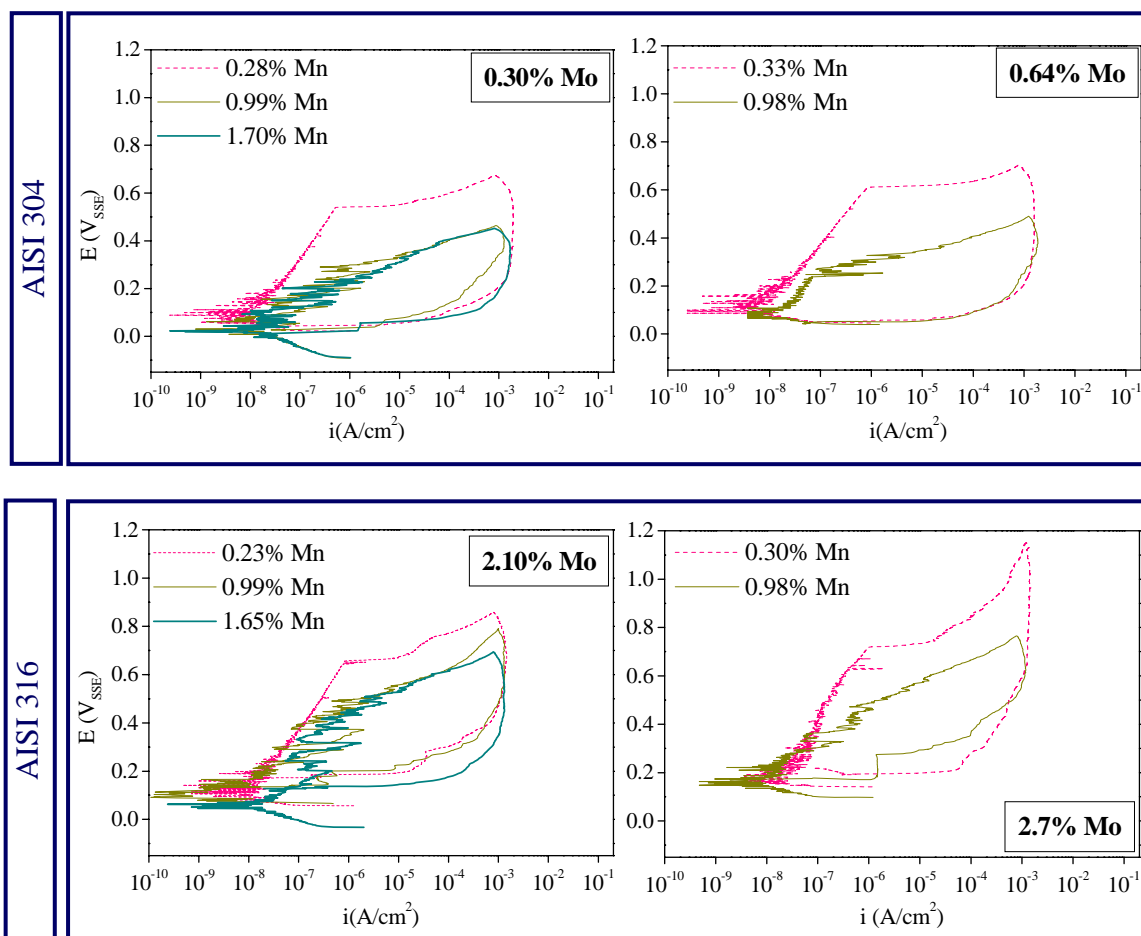 AISI 304
1.2
1.0
0.8
0.6
0.4
0.2
0.0
E (V_SSE)
0.28% Mn
0.99% Mn
1.70% Mn
0.30% Mo
10^-10 10^-9 10^-8 10^-7 10^-6 10^-5 10^-4 10^-3 10^-2 10^-1
i(A/cm^2)
1.2
1.0
0.8
0.6
0.4
0.2
0.0
0.33% Mn
0.98% Mn
0.64% Mo
10^-10 10^-9 10^-8 10^-7 10^-6 10^-5 10^-4 10^-3 10^-2 10^-1
i(A/cm^2)
AISI 316
1.2
1.0
0.8
0.6
0.4
0.2
0.0
E (V_SSE)
0.23% Mn
0.99% Mn
1.65% Mn
2.10% Mo
10^-10 10^-9 10^-8 10^-7 10^-6 10^-5 10^-4 10^-3 10^-2 10^-1
i(A/cm^2)
1.2
1.0
0.8
0.6
0.4
0.2
0.0
0.30% Mn
0.98% Mn
2.7% Mo
10^-10 10^-9 10^-8 10^-7 10^-6 10^-5 10^-4 10^-3 10^-2 10^-1
i (A/cm^2)